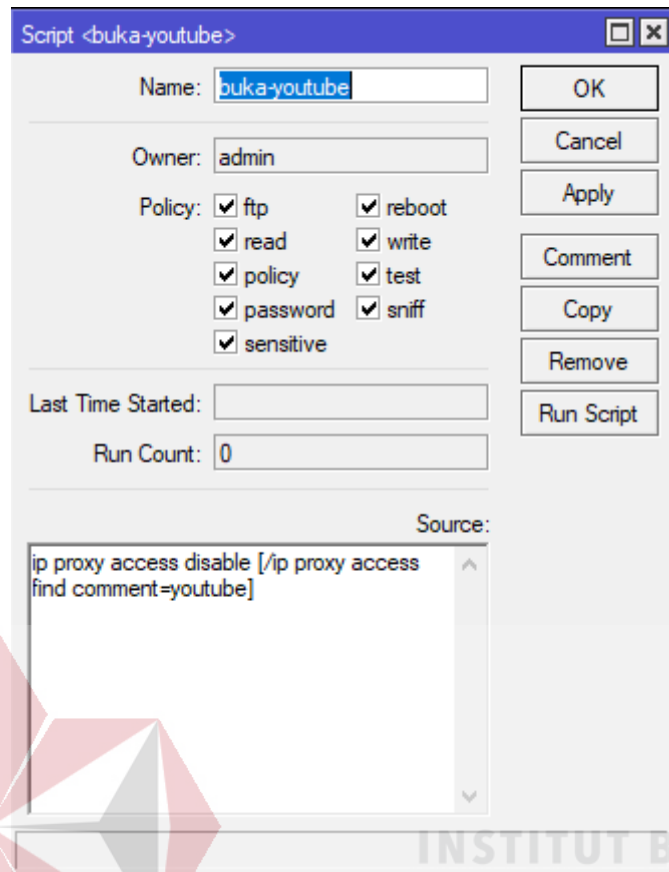 Script <buka-youtube>
Name: buka-youtube
OK
Owner: admin
Cancel
Policy: ftp reboot
Apply
read write
policy test
Comment
password sniff
Copy
sensitive
Remove
Last Time Started:
Run Script
Run Count: 0
Source:
ip proxy access disable [/ip proxy access
find comment=youtube]
INSTITUT B